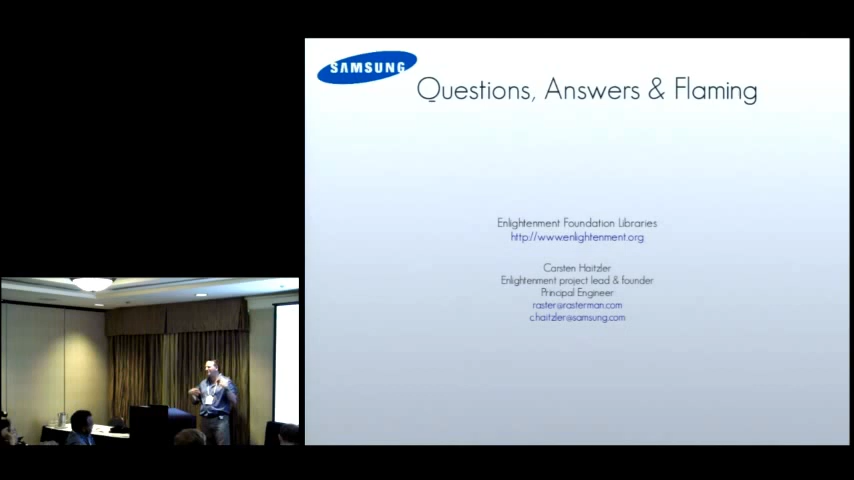 SAMSUNG
Questions, Answers & Flaming
Enlightenment Foundation Libraries
http://www.enlightenment.org
Carsten Haitzler
Enlightenment project lead & founder
Principal Engineer
raster@rasterman.com
c.haitzler@samsung.com